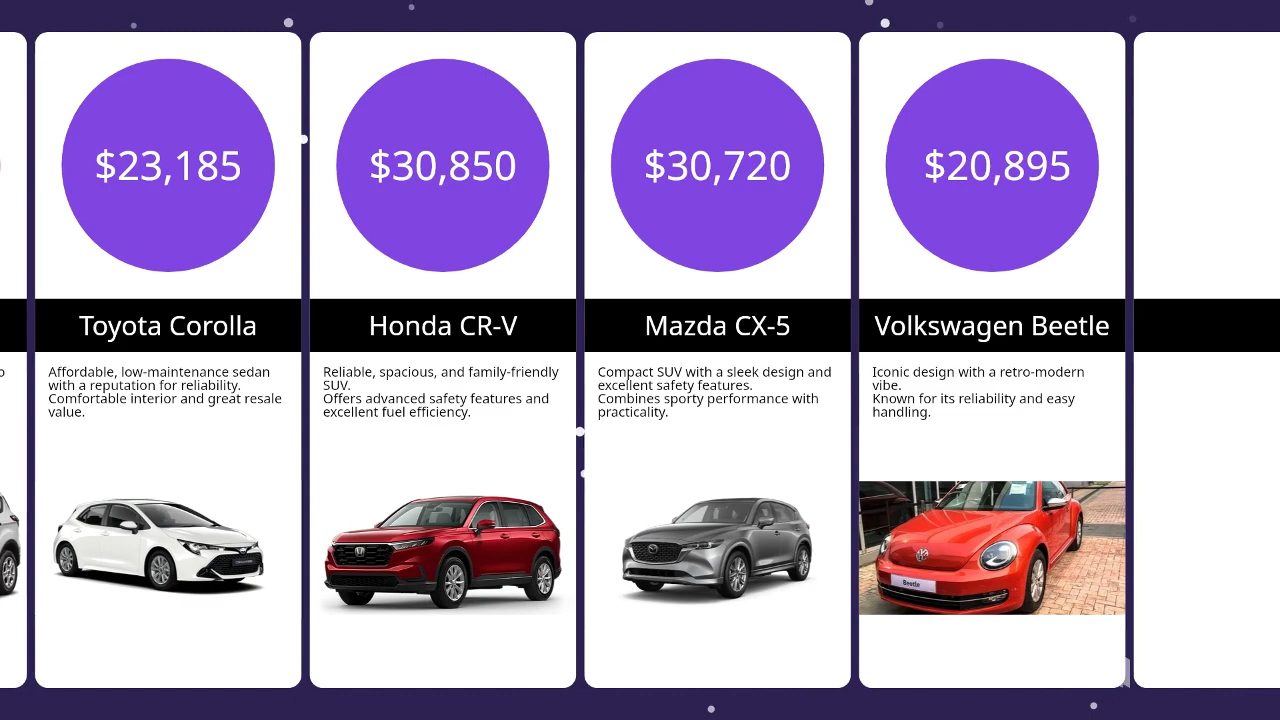 $23,185
Toyota Corolla
Affordable, low-maintenance sedan
with a reputation for reliability.
Comfortable interior and great resale
value.
$30,850
Honda CR-V
Reliable, spacious, and family-friendly
SUV.
Offers advanced safety features and
excellent fuel efficiency.
$30,720
Mazda CX-5
Compact SUV with a sleek design and
excellent safety features.
Combines sporty performance with
practicality.
$20,895
Volkswagen Beetle
Iconic design with a retro-modern
vibe.
Known for its reliability and easy
handling.
Beetle